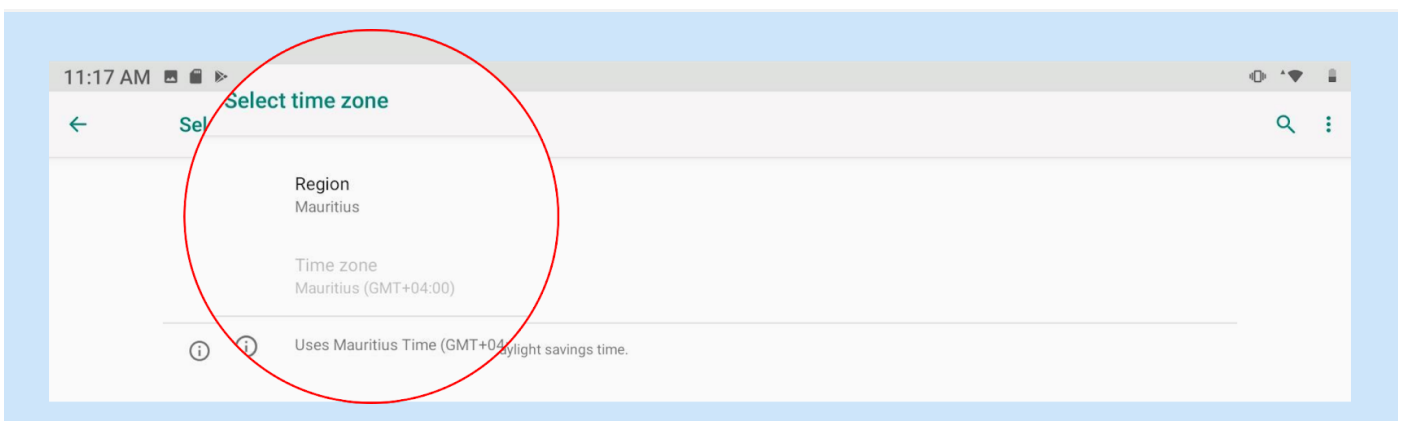 11:17 AM
Select time zone
Sel
Region
Mauritius
Time zone
Mauritius (GMT+04:00)
Uses Mauritius Time (GMT+04 aylight savings time.